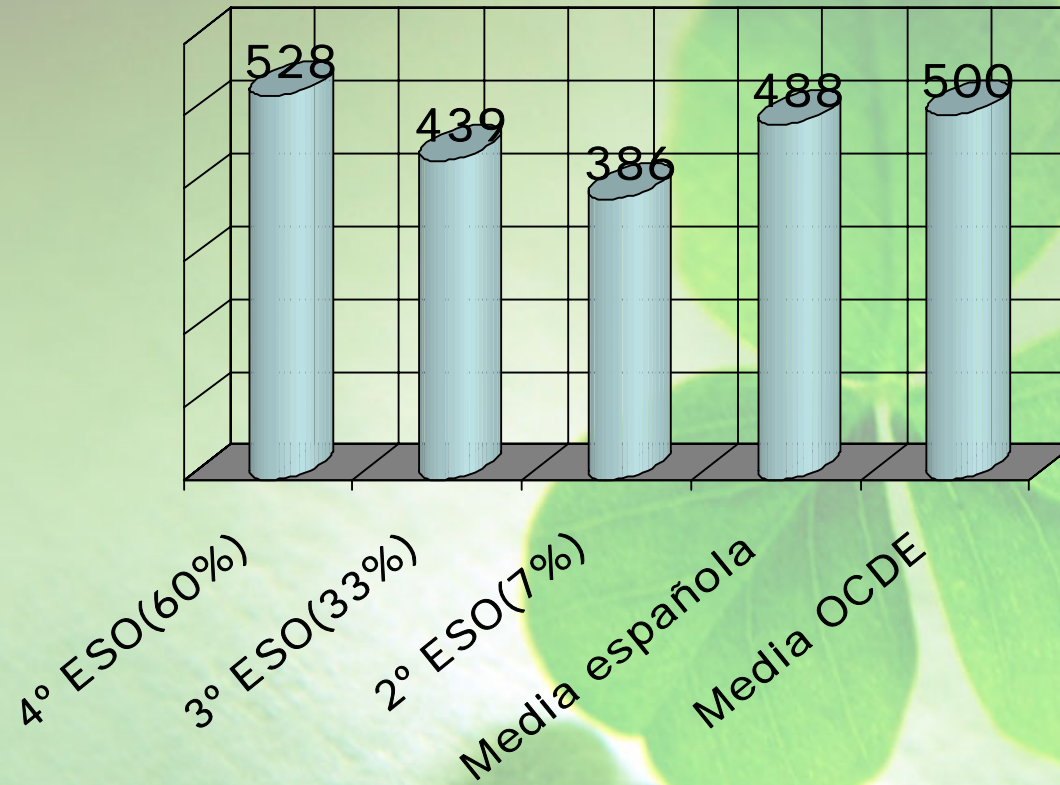 528
439
386
488
500
4º ESO(60%)
3º ESO(33%)
2º ESO(7%)
Media española
Media OCDE